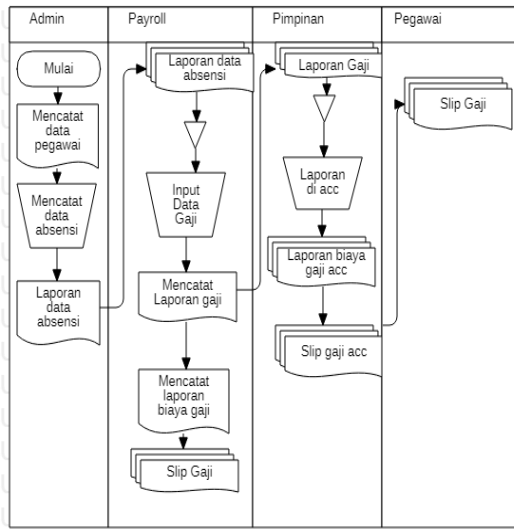 Admin
Payroll
Pimpinan
Pegawai
Mulai
Mencatat
data
pegawai
Mencatat
data
absensi
Laporan
data
absensi
Laporan data
absensi
Input
Data
Gaji
Mencatat
Laporan gaji
Mencatat
laporan
biaya gaji
Slip Gaji
Laporan Gaji
Laporan
di acc
Laporan biaya
gaji acc
Slip gaji acc
Slip Gaji